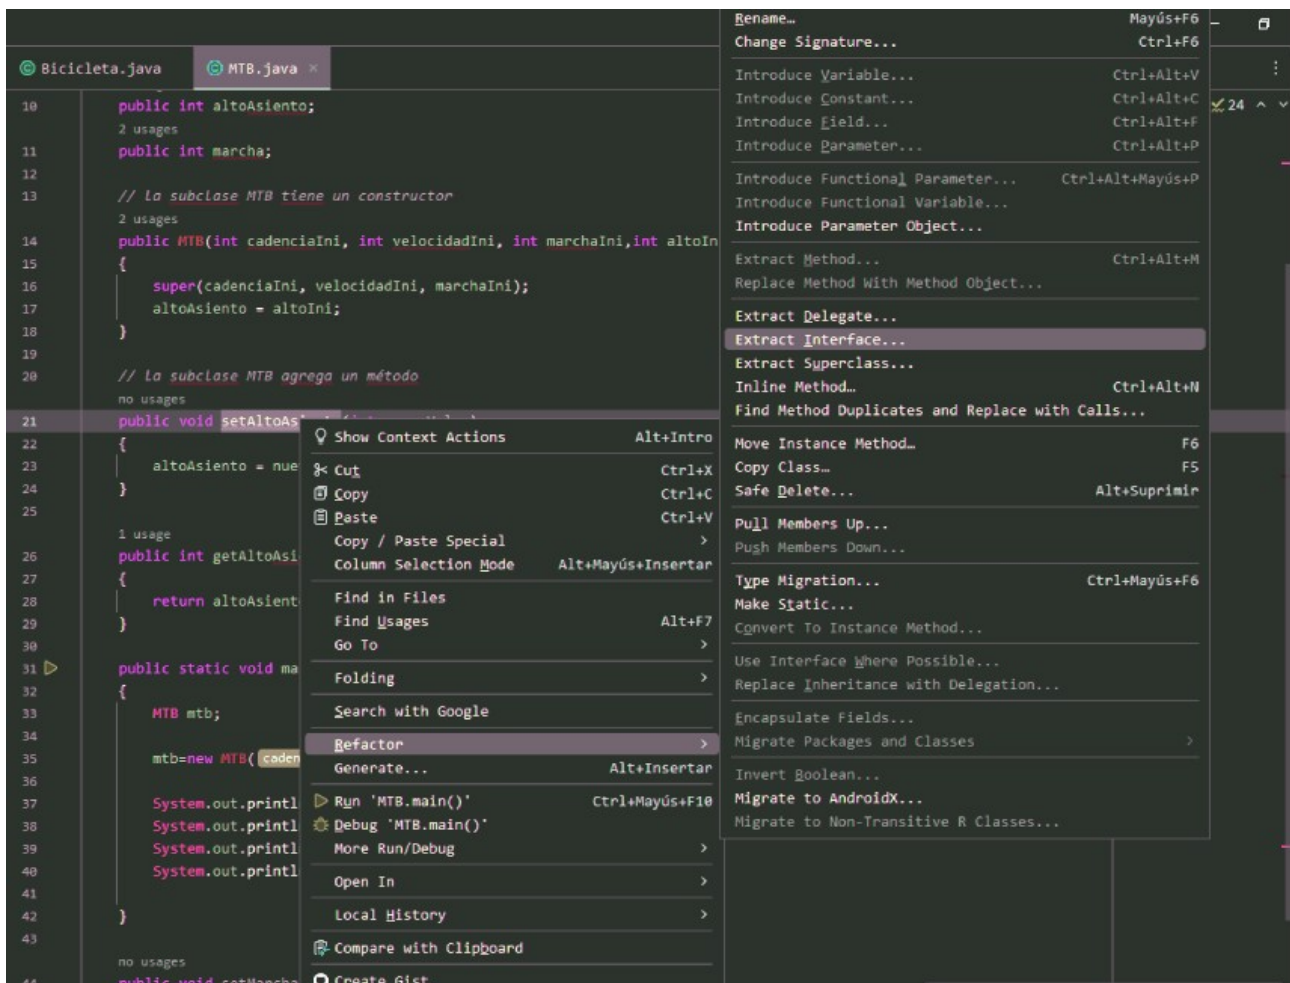 Bicicleta.java
MTB.java ×
24
10 public int altoAsiento;
2 usages
11 public int marcha;
12
13 // La subclase MTB tiene un constructor
2 usages
14 public MTB(int cadenciaIni, int velocidadIni, int marchaIni,int altoIn
15 {
16 super(cadenciaIni, velocidadIni, marchaIni);
17 altoAsiento = altoIni;
18 }
19
20 // La subclase MTB agrega un método
no usages
21 public void setAltoAs
22 {
23 altoAsiento = nue
24 }
25
1 usage
26 public int getAltoAsi
27 {
28 return altoAsient
29 }
30
31 public static void ma
32 {
33 MTB mtb;
34
35 mtb=new MTB( caden
36
37 System.out.printl
38 System.out.printl
39 System.out.printl
40 System.out.printl
41
42 }
43
no usages
44 public void setMarcha
Show Context Actions Alt+Intro
Cut Ctrl+X
Copy Ctrl+C
Paste Ctrl+V
Copy / Paste Special >
Column Selection Mode Alt+Mayús+Insertar
Find in Files
Find Usages Alt+F7
Go To >
Folding >
Search with Google
Refactor >
Generate... Alt+Insertar
Run 'MTB.main()' Ctrl+Mayús+F10
Debug 'MTB.main()'
More Run/Debug >
Open In >
Local History >
Compare with Clipboard
Create Gist
Rename… Mayús+F6
Change Signature... Ctrl+F6
Introduce Variable... Ctrl+Alt+V
Introduce Constant... Ctrl+Alt+C
Introduce Field... Ctrl+Alt+F
Introduce Parameter... Ctrl+Alt+P
Introduce Functional Parameter... Ctrl+Alt+Mayús+P
Introduce Functional Variable...
Introduce Parameter Object...
Extract Method... Ctrl+Alt+M
Replace Method With Method Object...
Extract Delegate...
Extract Interface...
Extract Superclass...
Inline Method… Ctrl+Alt+N
Find Method Duplicates and Replace with Calls...
Move Instance Method… F6
Copy Class… F5
Safe Delete... Alt+Suprimir
Pull Members Up...
Push Members Down...
Type Migration... Ctrl+Mayús+F6
Make Static...
Convert To Instance Method...
Use Interface Where Possible...
Replace Inheritance with Delegation...
Encapsulate Fields...
Migrate Packages and Classes >
Invert Boolean...
Migrate to AndroidX...
Migrate to Non-Transitive R Classes...